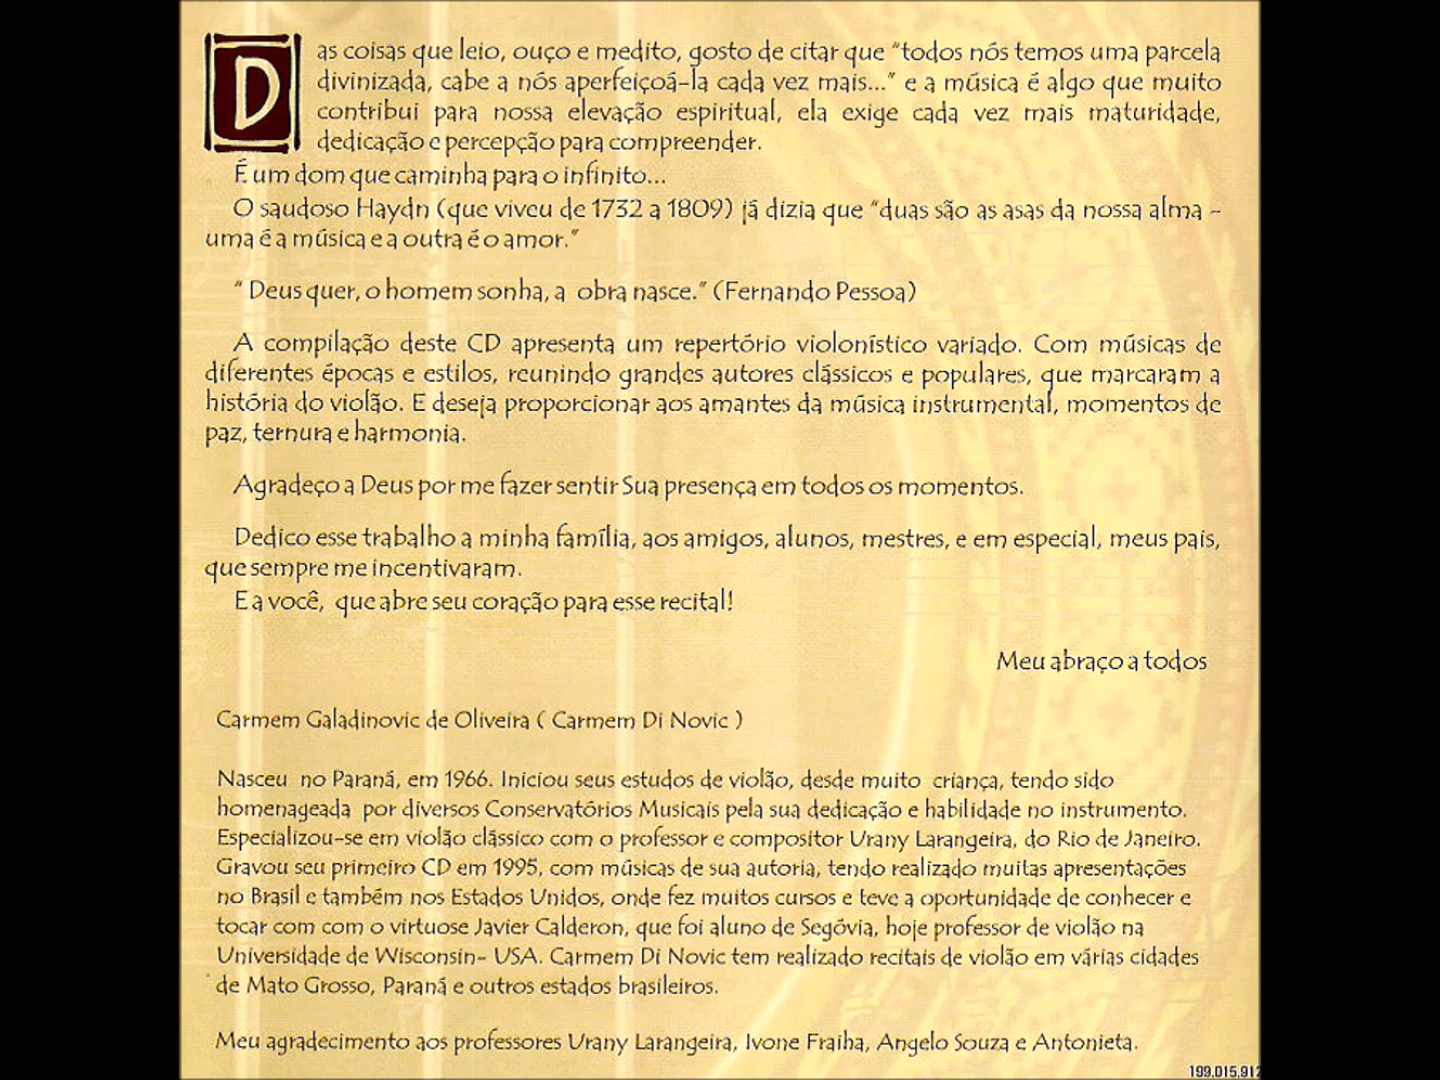 Das coisas que leio, ouço e medito, gosto de citar que "todos nós temos uma parcela
divinizada, cabe a nós aperfeiçoá-la cada vez mais..." e a música é algo que muito
contribui para nossa elevação espiritual, ela exige cada vez mais maturidade,
dedicação e percepção para compreender.
É um dom que caminha para o infinito...
O saudoso Haydn (que viveu de 1732 a 1809) já dizia que "duas são as asas da nossa alma -
uma é a música e a outra é o amor."
" Deus quer, o homem sonha, a obra nasce." (Fernando Pessoa)
A compilação deste CD apresenta um repertório violonístico variado. Com músicas de
diferentes épocas e estilos, reunindo grandes autores clássicos e populares, que marcaram a
história do violão. E deseja proporcionar aos amantes da música instrumental, momentos de
paz, ternura e harmonia.
Agradeço a Deus por me fazer sentir Sua presença em todos os momentos.
Dedico esse trabalho a minha família, aos amigos, alunos, mestres, e em especial, meus pais,
que sempre me incentivaram.
E a você, que abre seu coração para esse recital!
Meu abraço a todos
Carmem Galadinovic de Oliveira ( Carmem Di Novic )
Nasceu no Paraná, em 1966. Iniciou seus estudos de violão, desde muito criança, tendo sido
homenageada por diversos Conservatórios Musicais pela sua dedicação e habilidade no instrumento.
Especializou-se em violão clássico com o professor e compositor Urany Larangeira, do Rio de Janeiro.
Gravou seu primeiro CD em 1995, com músicas de sua autoria, tendo realizado muitas apresentações
no Brasil e também nos Estados Unidos, onde fez muitos cursos e teve a oportunidade de conhecer e
tocar com com o virtuose Javier Calderon, que foi aluno de Segóvia, hoje professor de violão na
Universidade de Wisconsin- USA. Carmem Di Novic tem realizado recitais de violão em várias cidades
de Mato Grosso, Paraná e outros estados brasileiros.
Meu agradecimento aos professores Urany Larangeira, Ivone Fraiha, Angelo Souza e Antonieta.
199.015.912